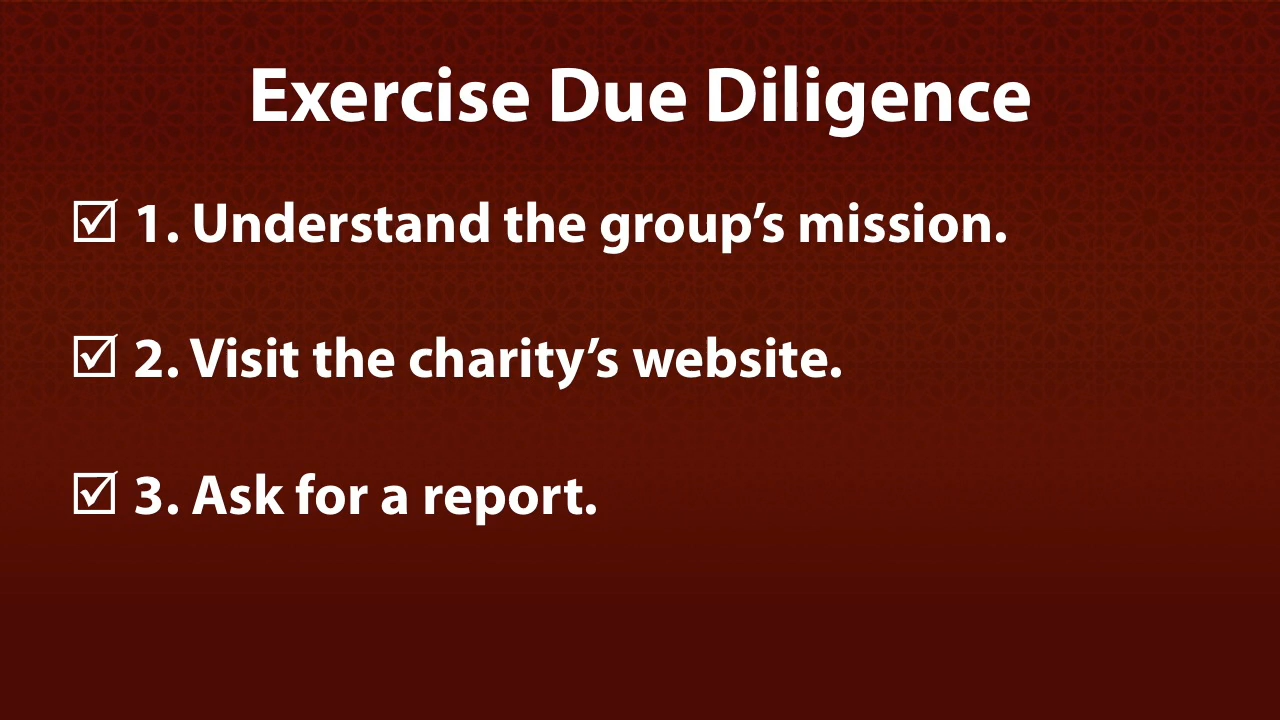 Exercise Due Diligence
☑ 1. Understand the group’s mission.
☑ 2. Visit the charity’s website.
☑ 3. Ask for a report.